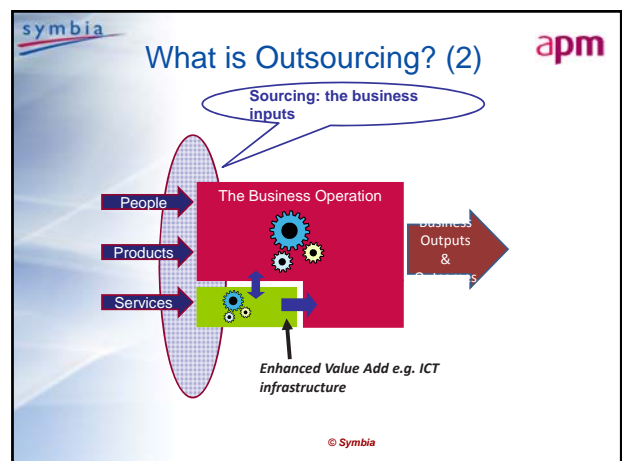 symbia
apm
What is Outsourcing? (2)
Sourcing: the business
inputs
The Business Operation
People
Products
Services
Outputs
&
Enhanced Value Add e.g. ICT
infrastructure
© Symbia